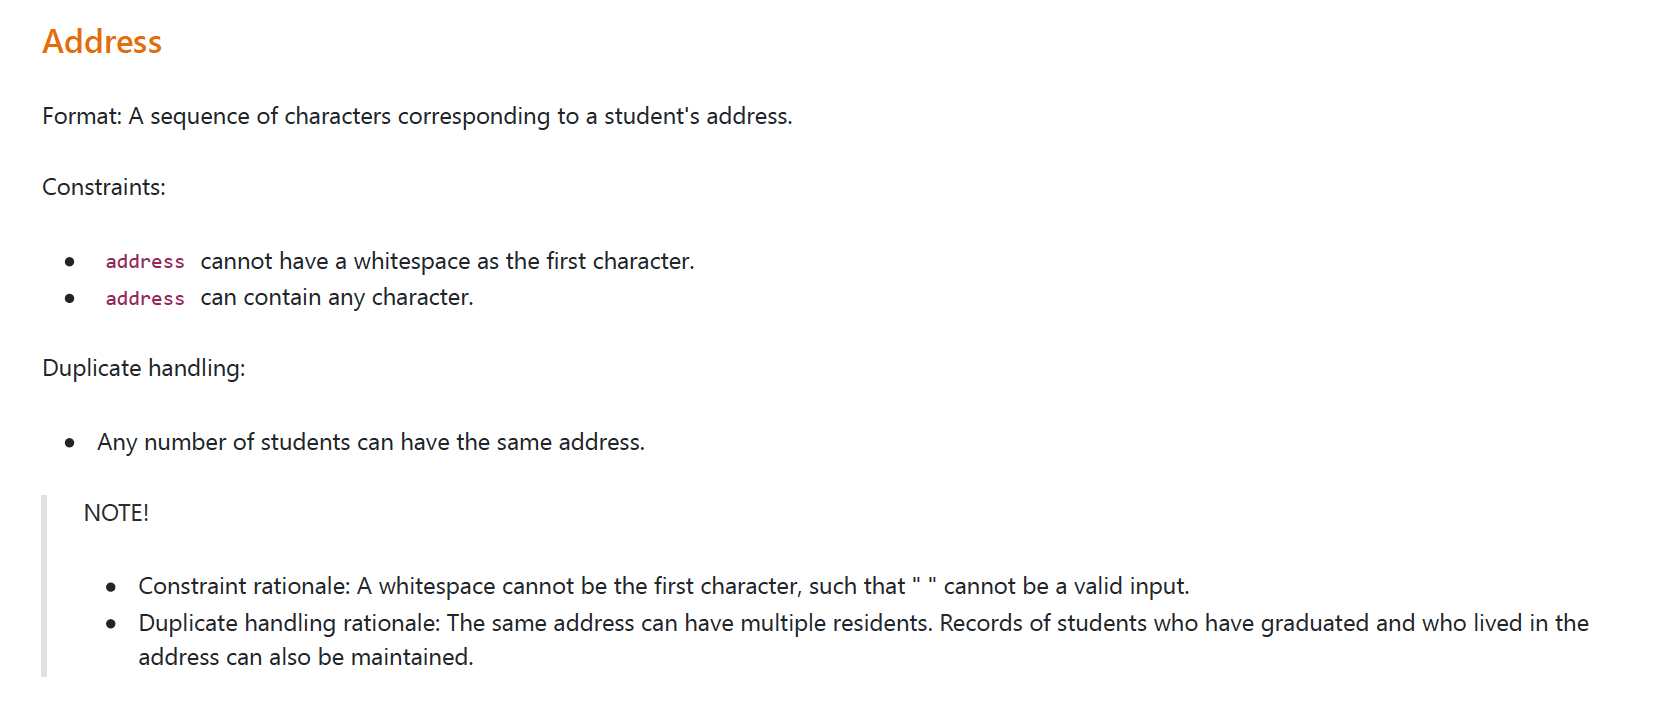 Address
Format: A sequence of characters corresponding to a student's address.
Constraints:
• address cannot have a whitespace as the first character.
• address can contain any character.
Duplicate handling:
• Any number of students can have the same address.
NOTE!
• Constraint rationale: A whitespace cannot be the first character, such that " " cannot be a valid input.
• Duplicate handling rationale: The same address can have multiple residents. Records of students who have graduated and who lived in the
address can also be maintained.